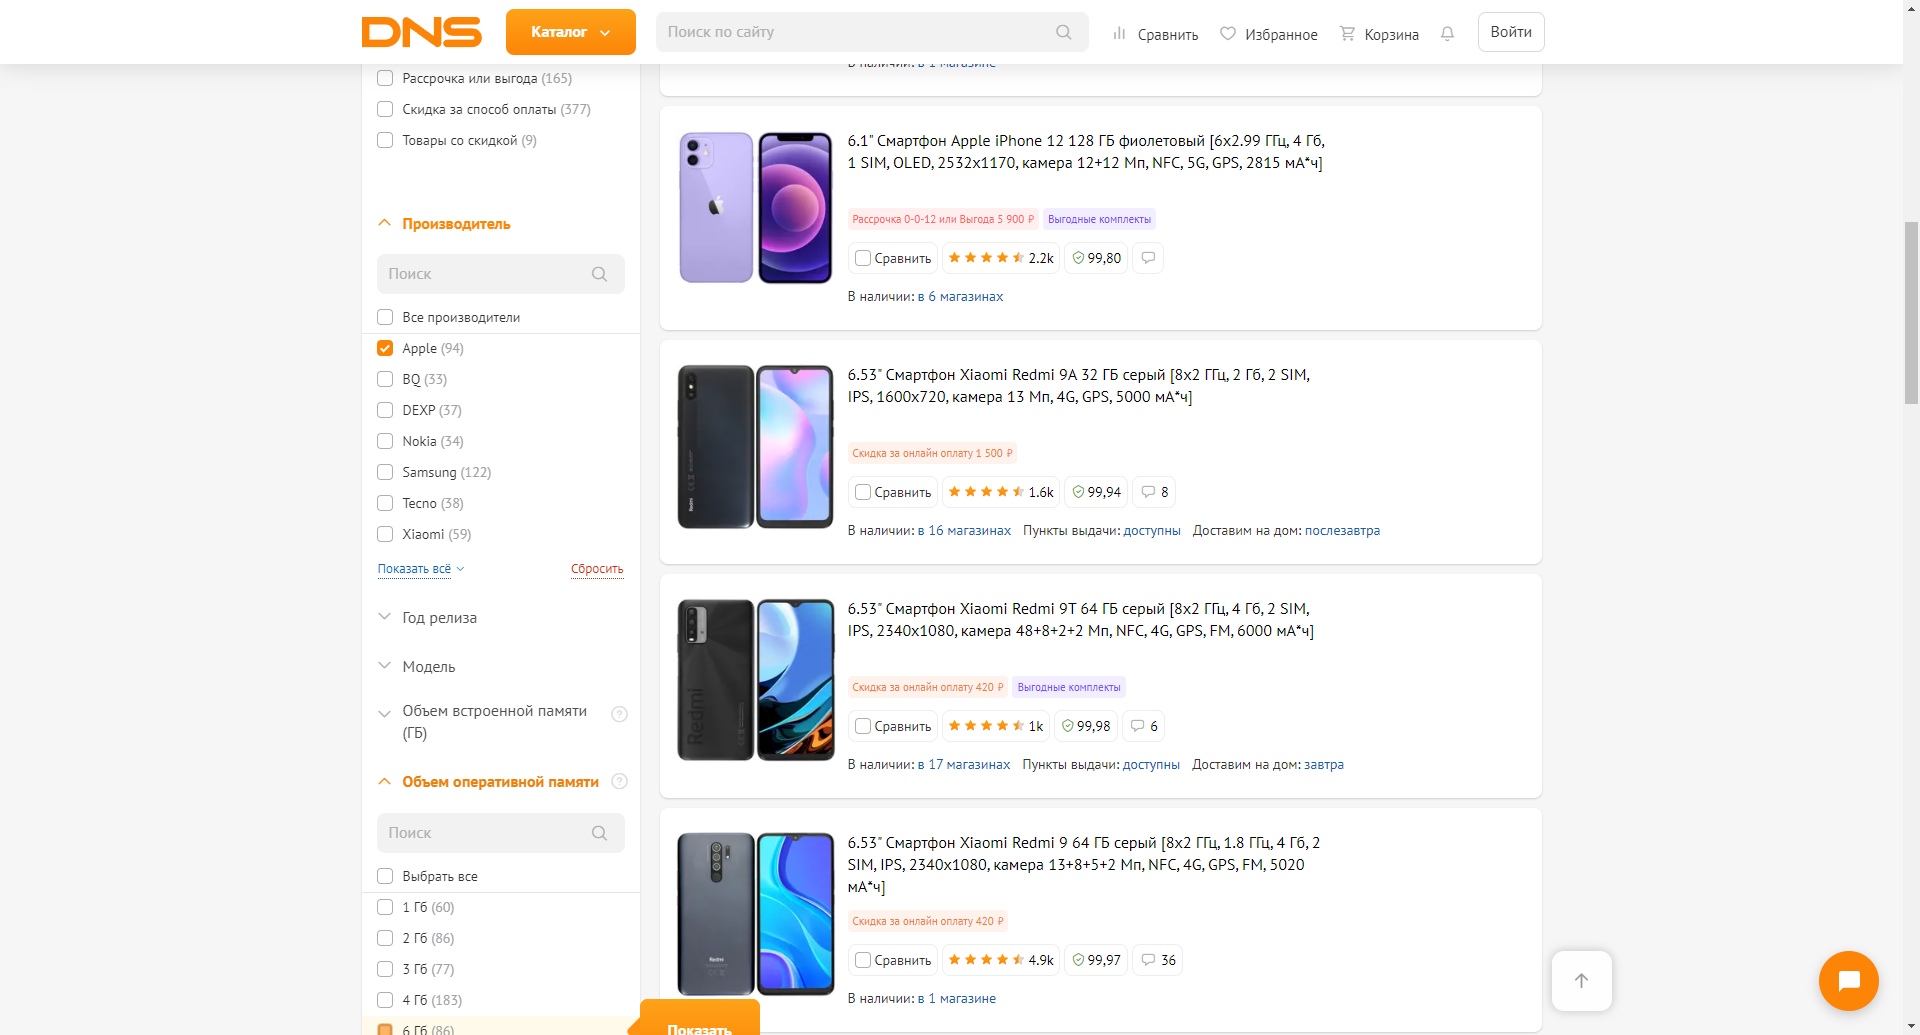 DNS
Каталог
Поиск по сайту
Сравнить
Избранное
Корзина
Войти
Рассрочка или выгода (165)
Скидка за способ оплаты (377)
Товары со скидкой (9)
Производитель
Поиск
Все производители
Apple (94)
BQ (33)
DEXP (37)
Nokia (34)
Samsung (122)
Tecno (38)
Xiaomi (59)
Показать всё
Сбросить
Год релиза
Модель
Объем встроенной памяти
(ГБ)
?
Объем оперативной памяти
?
Поиск
Выбрать все
1 Гб (60)
2 Гб (86)
3 Гб (77)
4 Гб (183)
6 Гб (86)
Показать
В наличии: в 1 магазине
6.1" Смартфон Apple iPhone 12 128 ГБ фиолетовый [6x2.99 ГГц, 4 Гб,
1 SIM, OLED, 2532x1170, камера 12+12 Мп, NFC, 5G, GPS, 2815 мА*ч]
Рассрочка 0-0-12 или Выгода 5 900 ₽
Выгодные комплекты
Сравнить
2.2k
99,80
В наличии: в 6 магазинах
6.53" Смартфон Xiaomi Redmi 9A 32 ГБ серый [8x2 ГГц, 2 Гб, 2 SIM,
IPS, 1600x720, камера 13 Мп, 4G, GPS, 5000 мА*ч]
Скидка за онлайн оплату 1 500 ₽
Сравнить
1.6k
99,94
8
В наличии: в 16 магазинах Пункты выдачи: доступны Доставим на дом: послезавтра
Redmi
6.53" Смартфон Xiaomi Redmi 9T 64 ГБ серый [8x2 ГГц, 4 Гб, 2 SIM,
IPS, 2340x1080, камера 48+8+2+2 Мп, NFC, 4G, GPS, FM, 6000 мА*ч]
Скидка за онлайн оплату 420 ₽
Выгодные комплекты
Сравнить
1k
99,98
6
В наличии: в 17 магазинах Пункты выдачи: доступны Доставим на дом: завтра
Redmi
6.53" Смартфон Xiaomi Redmi 9 64 ГБ серый [8x2 ГГц, 1.8 ГГц, 4 Гб, 2
SIM, IPS, 2340x1080, камера 13+8+5+2 Мп, NFC, 4G, GPS, FM, 5020
мА*ч]
Скидка за онлайн оплату 420 ₽
Сравнить
4.9k
99,97
36
В наличии: в 1 магазине
Redmi